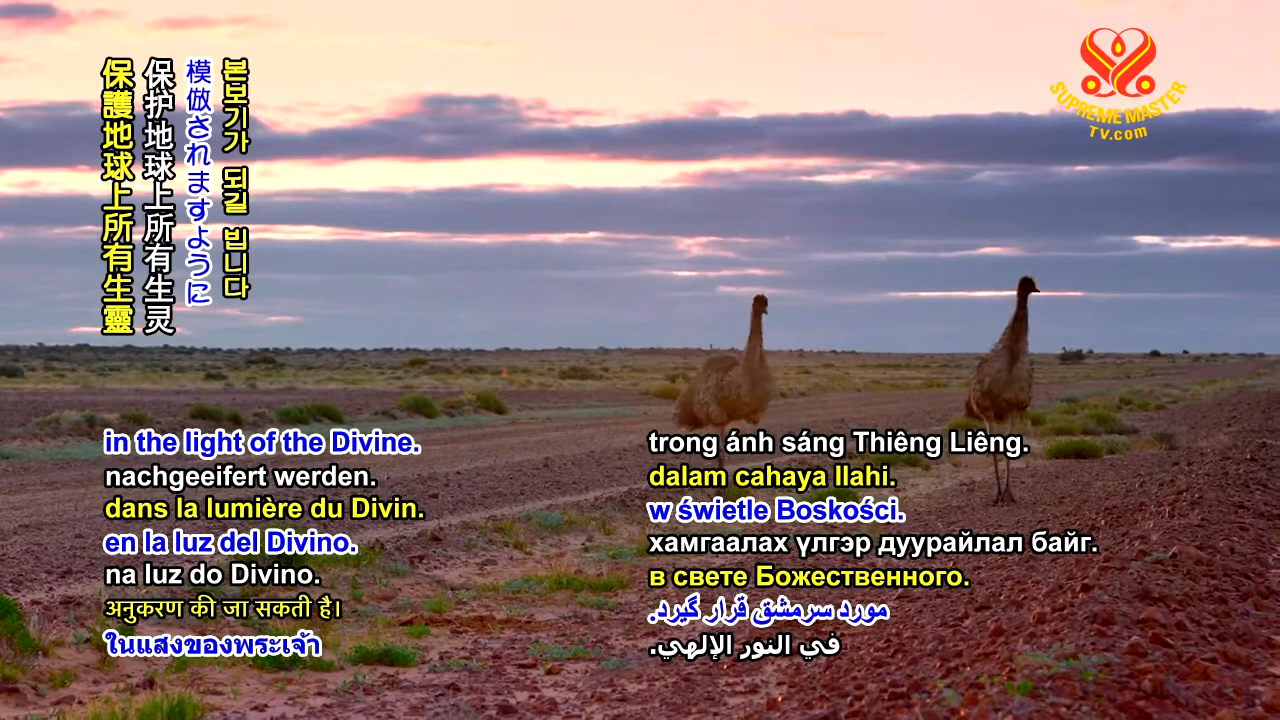 保護地球上所有生靈
保护地球上所有生灵
模倣されますように
본보기가 되길 빕니다
SUPREME MASTER
TV.com
in the light of the Divine.
nachgeeifert werden.
dans la lumière du Divin.
en la luz del Divino.
na luz do Divino.
अनुकरण की जा सकती है।
ในแสงของพระเจ้า
trong ánh sáng Thiêng Liêng.
dalam cahaya Ilahi.
w świetle Boskości.
хамгаалах үлгэр дуурайлал байг.
в свете Божественного.
مورد سرمشق قرار گیرد.
في النور الإلهي.